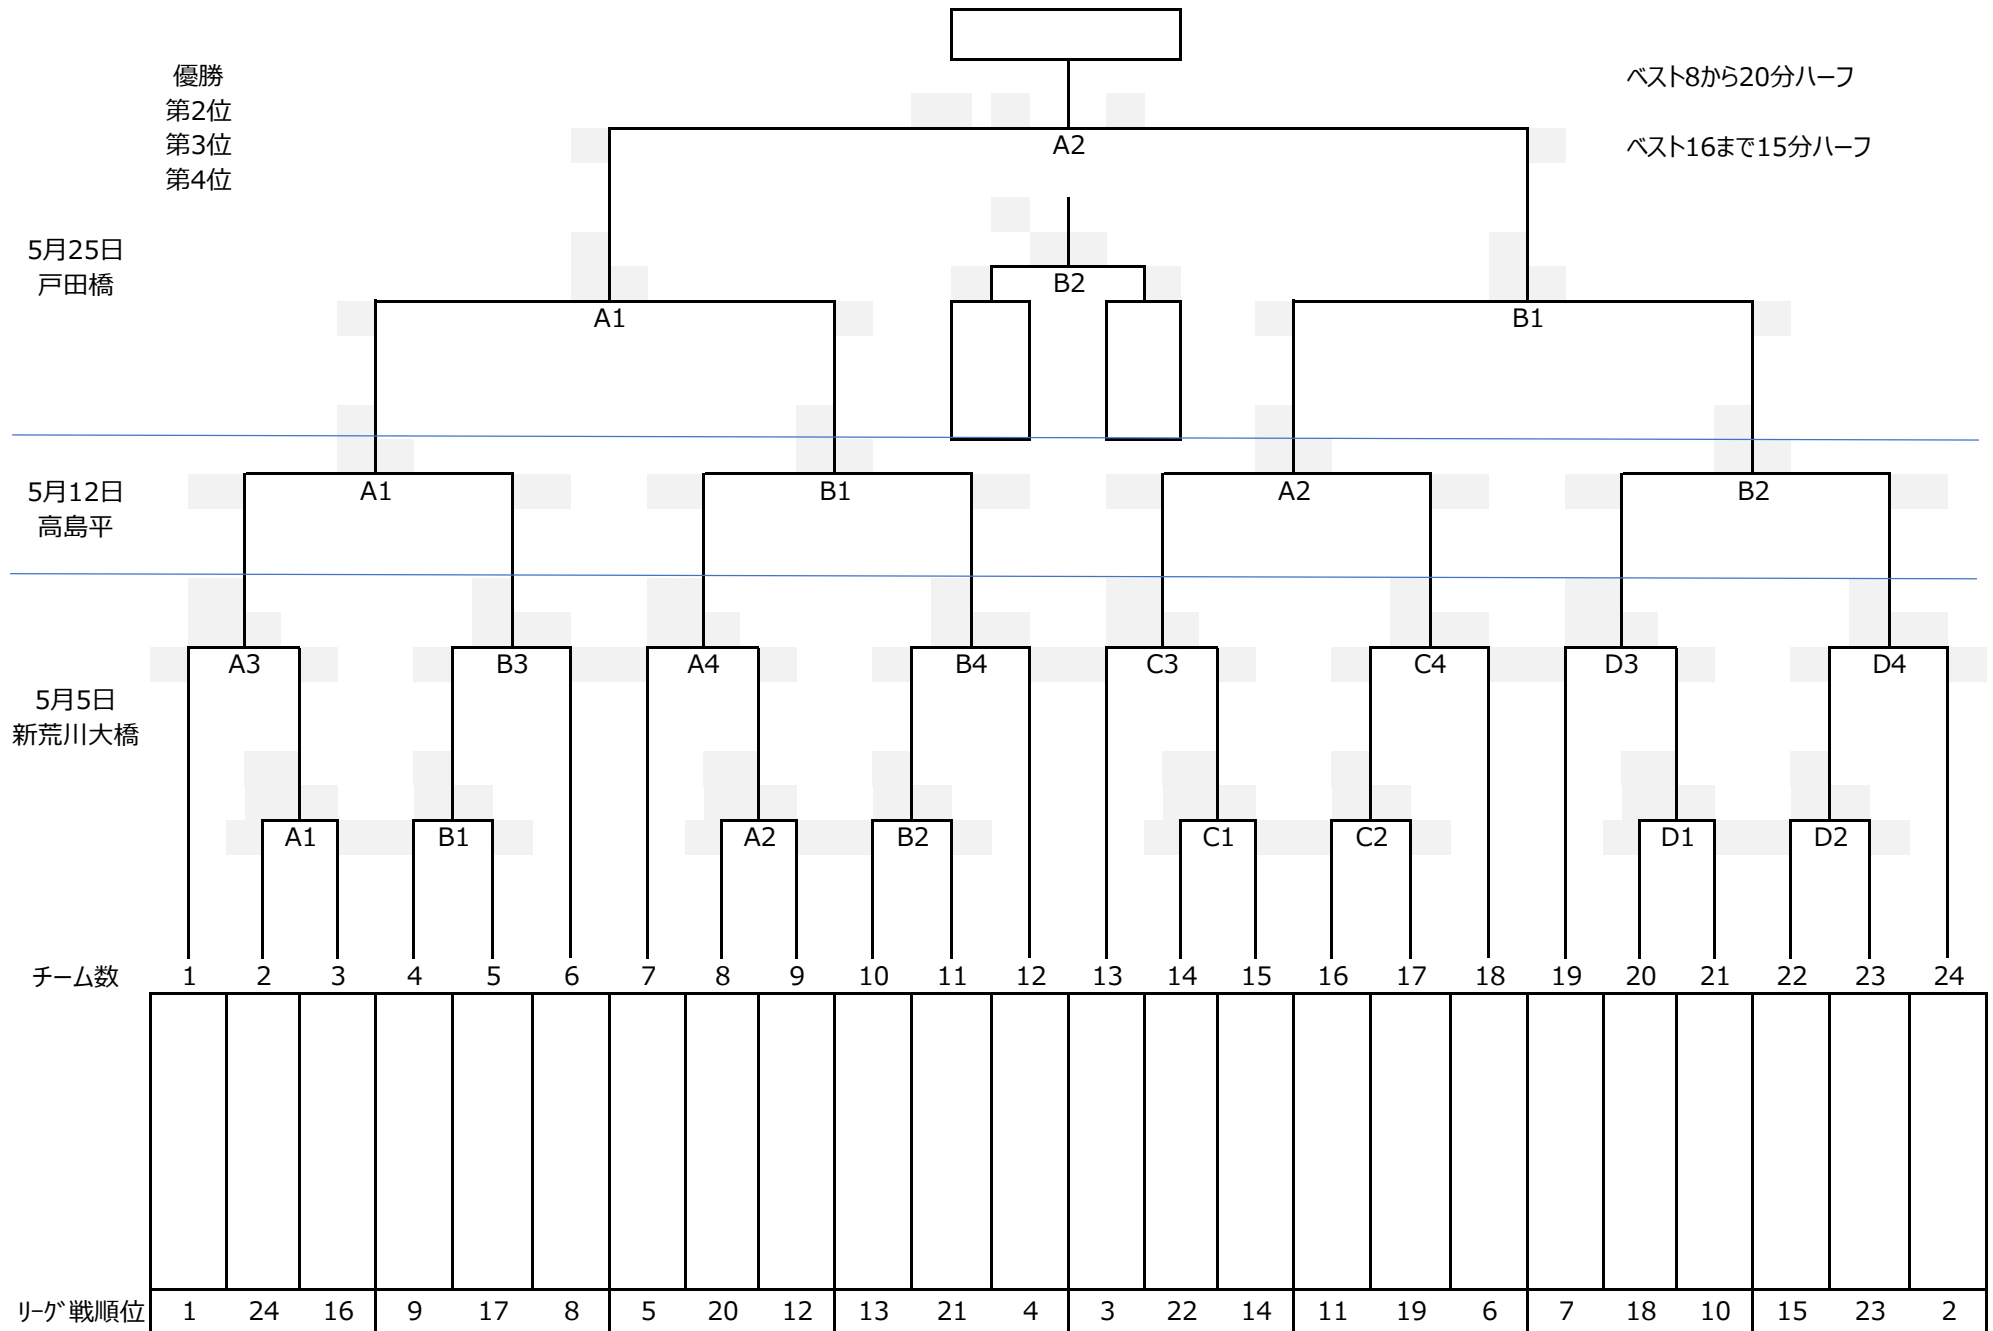 優勝
ベスト8から20分ハーフ
第2位
第3位
A2
ベスト16まで15分ハーフ
第4位
5月25日
戸田橋
B2
A1
B1
5月12日
高島平
A1 B1 A2 B2
A3 B3 A4 B4 C3 C4 D3 D4
5月5日
新荒川大橋
A1 B1 A2 B2 C1 C2 D1 D2
チーム数 1 2 3 4 5 6 7 8 9 10 11 12 13 14 15 16 17 18 19 20 21 22 23 24
ﾘｰｸﾞ戦順位 1 24 16 9 17 8 5 20 12 13 21 4 3 22 14 11 19 6 7 18 10 15 23 2